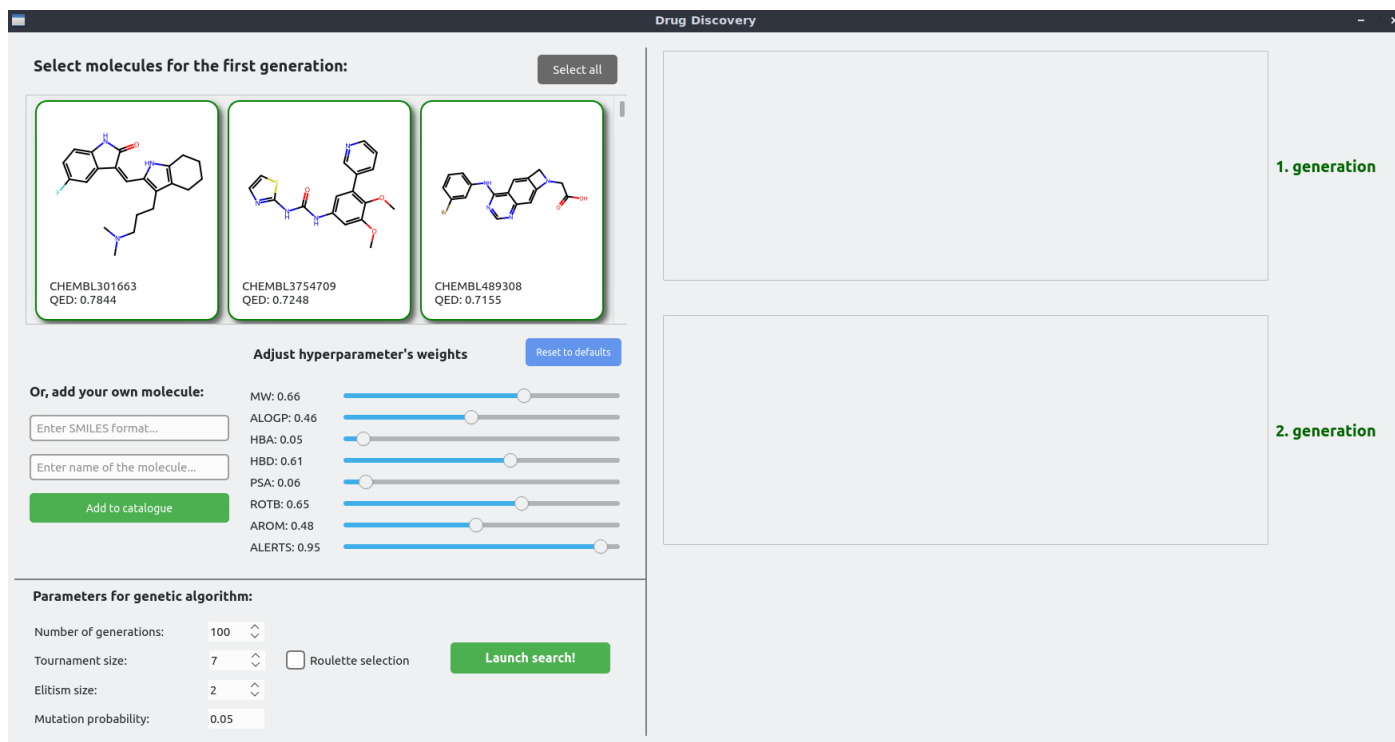 Drug Discovery
Select molecules for the first generation:
Select all
CHEMBL301663
QED: 0.7844
CHEMBL3754709
QED: 0.7248
CHEMBL489308
QED: 0.7155
1. generation
Adjust hyperparameter's weights
Reset to defaults
Or, add your own molecule:
Enter SMILES format...
Enter name of the molecule...
Add to catalogue
MW: 0.66
ALOGP: 0.46
HBA: 0.05
HBD: 0.61
PSA: 0.06
ROTB: 0.65
AROM: 0.48
ALERTS: 0.95
2. generation
Parameters for genetic algorithm:
Number of generations: 100
Tournament size: 7
Roulette selection
Elitism size: 2
Mutation probability: 0.05
Launch search!